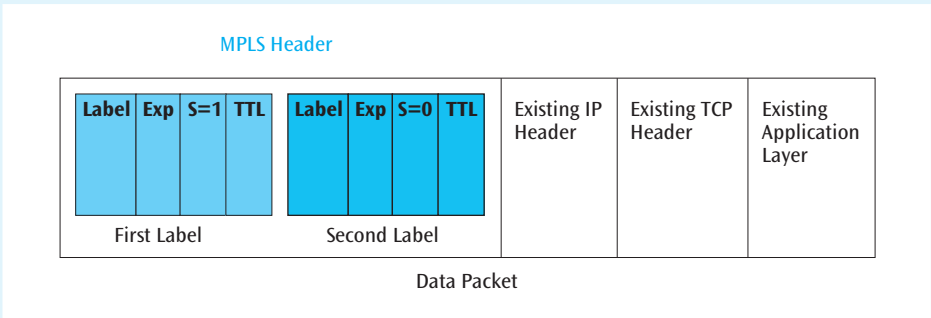 MPLS Header
Label Exp S=1 TTL
First Label
Label Exp S=0 TTL
Second Label
Existing IP
Header
Existing TCP
Header
Existing
Application
Layer
Data Packet